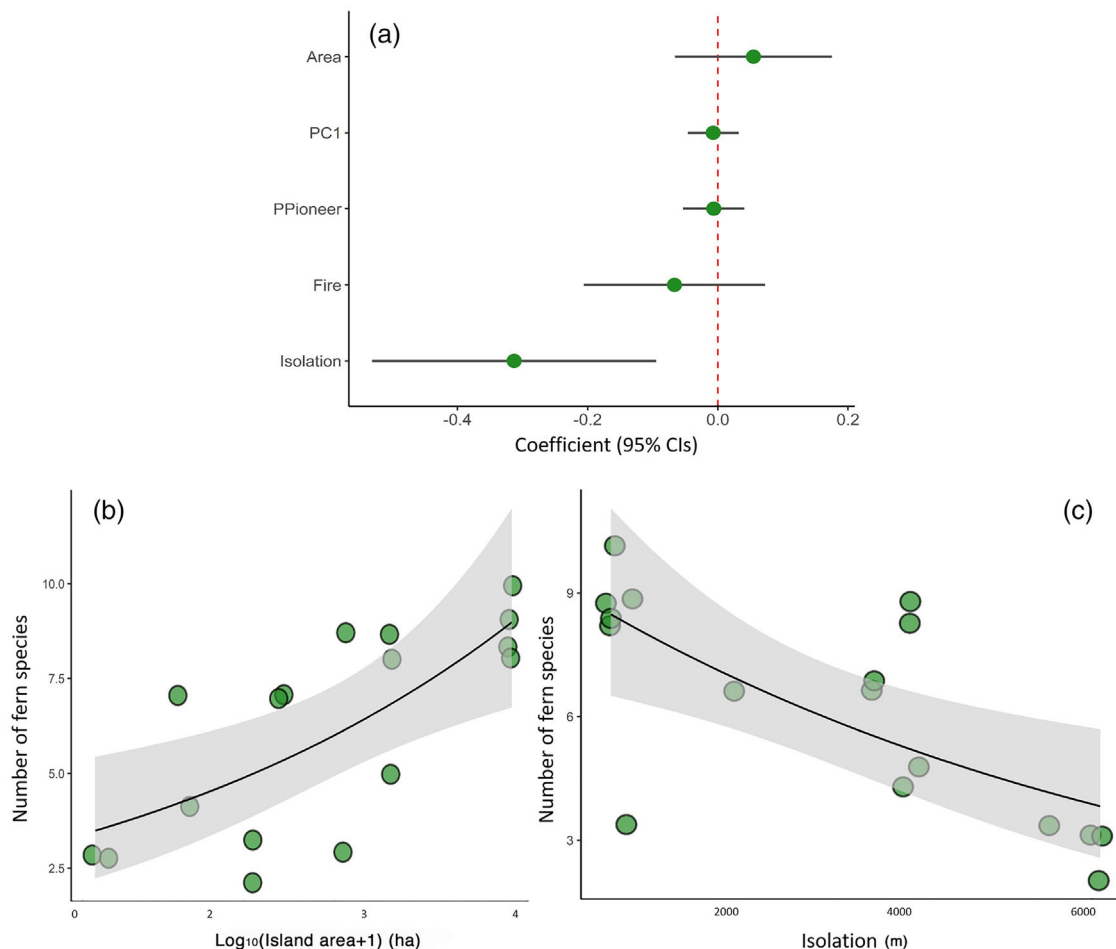 (a)
Area
PC1
PPioneer
Fire
Isolation
-0.4 -0.2 0.0 0.2
Coefficient (95% CIs)
(b)
Number of fern species
10.0
7.5
5.0
2.5
0 2 3 4
Log₁₀(Island area+1) (ha)
(c)
Number of fern species
9
6
3
2000 4000 6000
Isolation (m)